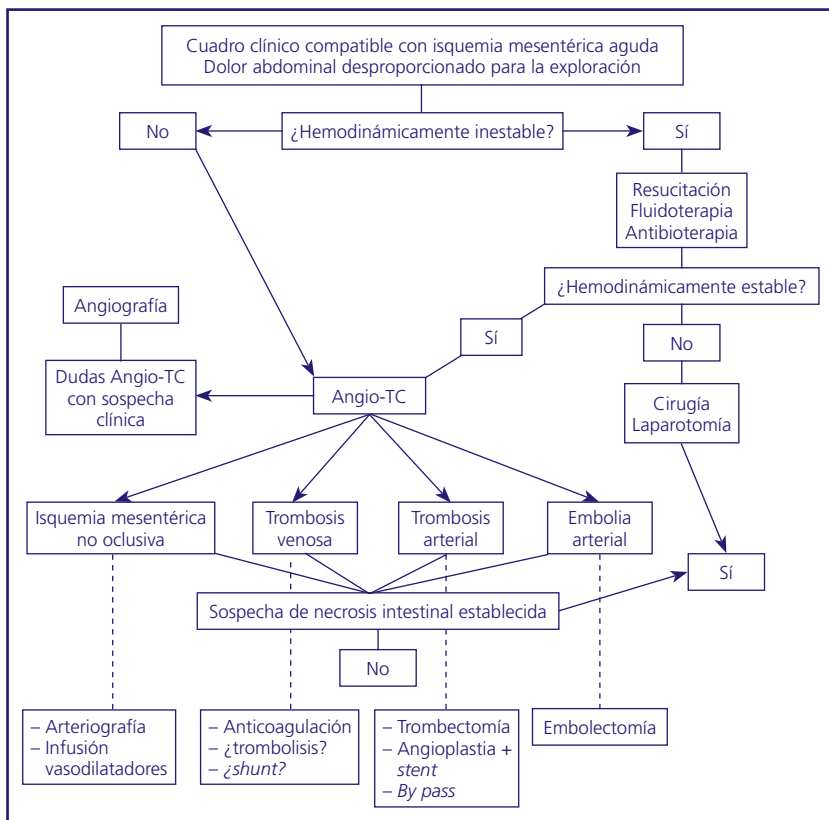 Cuadro clínico compatible con isquemia mesentérica aguda
Dolor abdominal desproporcionado para la exploración
No
¿Hemodinámicamente inestable?
Sí
Resucitación
Fluidoterapia
Antibioterapia
¿Hemodinámicamente estable?
Angiografía
Sí
No
Dudas Angio-TC
con sospecha
clínica
Angio-TC
Cirugía
Laparotomía
Isquemia mesentérica
no oclusiva
Trombosis
venosa
Trombosis
arterial
Embolia
arterial
Sí
Sospecha de necrosis intestinal establecida
No
– Arteriografía
– Infusión
vasodilatadores
– Anticoagulación
– ¿trombolisis?
– ¿shunt?
– Trombectomía
– Angioplastia +
stent
– By pass
Embolectomía